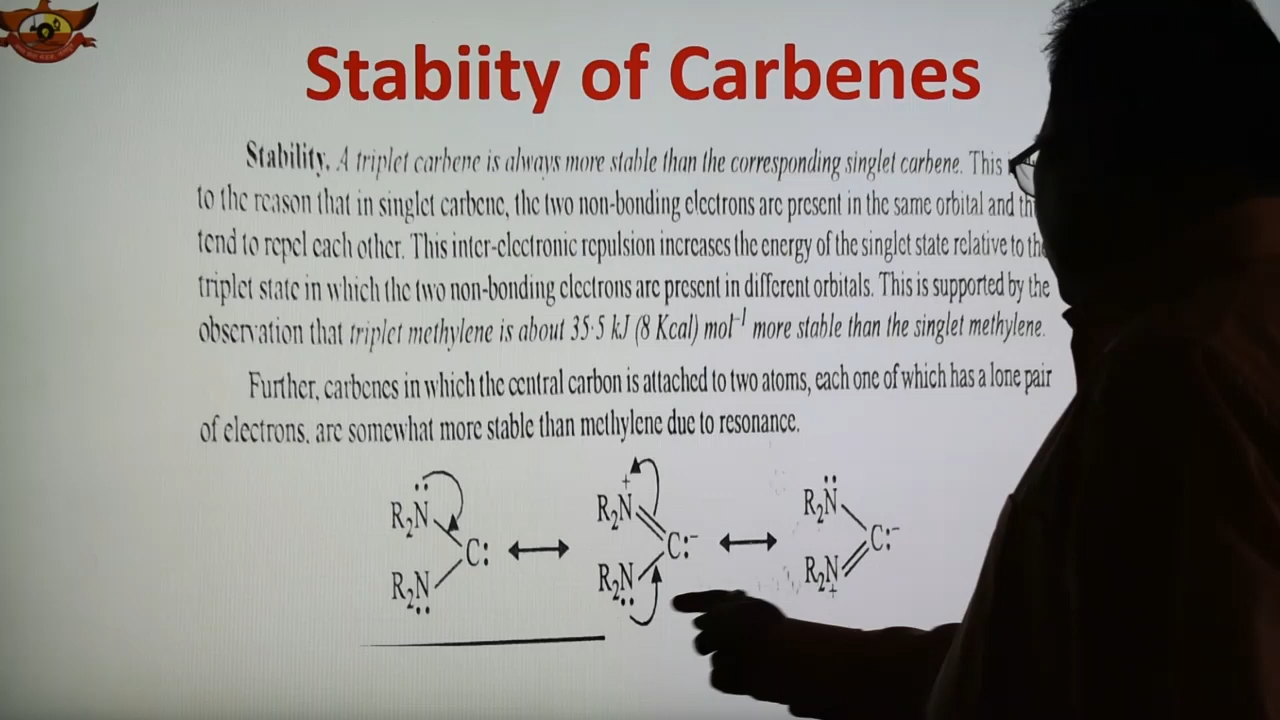 Stabiity of Carbenes
Stability. A triplet carbene is always more stable than the corresponding singlet carbene. This
to the reason that in singlet carbene, the two non-bonding electrons are present in the same orbital and
tend to repel each other. This inter-electronic repulsion increases the energy of the singlet state relative to the
triplet state in which the two non-bonding electrons are present in different orbitals. This is supported by the
observation that triplet methylene is about 35·5 kJ (8 Kcal) mol⁻¹ more stable than the singlet methylene.
Further, carbenes in which the central carbon is attached to two atoms, each one of which has a lone pair
of electrons, are somewhat more stable than methylene due to resonance.
R₂N̈ R₂N⁺ R₂N̈
C: C:⁻ C:⁻
R₂N̤ R₂N̤ R₂N⁺